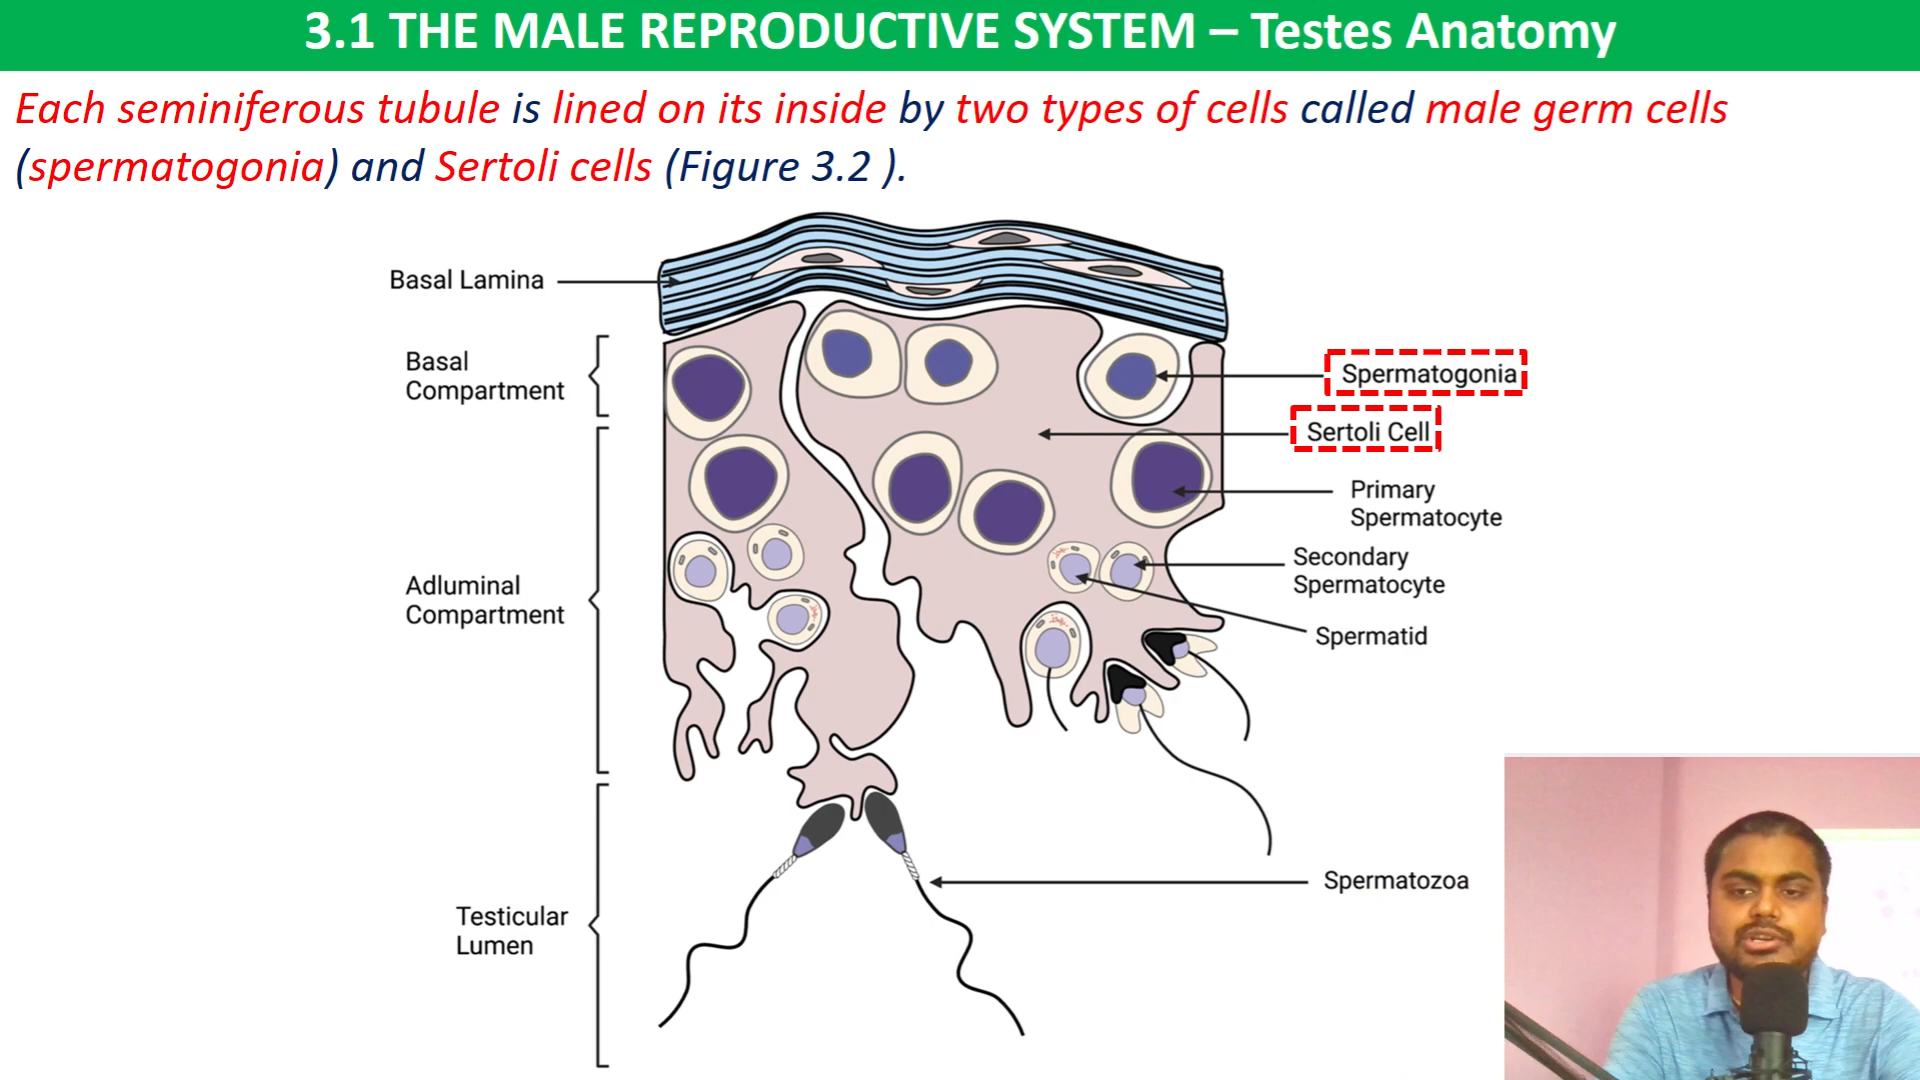 3.1 THE MALE REPRODUCTIVE SYSTEM – Testes Anatomy
Each seminiferous tubule is lined on its inside by two types of cells called male germ cells
(spermatogonia) and Sertoli cells (Figure 3.2 ).
Basal Lamina
Basal
Compartment
Spermatogonia
Sertoli Cell
Primary
Spermatocyte
Secondary
Spermatocyte
Adluminal
Compartment
Spermatid
Spermatozoa
Testicular
Lumen